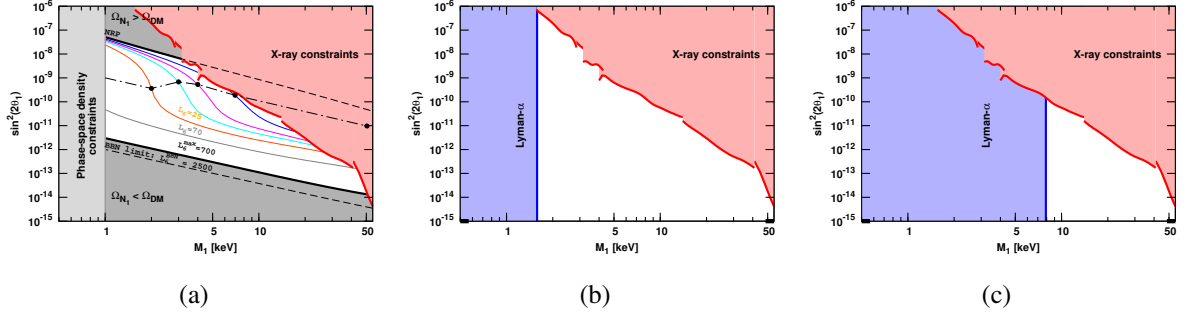 10⁻⁶
10⁻⁷
10⁻⁸
10⁻⁹
10⁻¹⁰
10⁻¹¹
10⁻¹²
10⁻¹³
10⁻¹⁴
10⁻¹⁵
sin²(2θ₁)
Phase-space density
constraints
Ω_N₁ > Ω_DM
NRP
X-ray constraints
L₆=25
L₆=70
L₆ᵐᵃˣ=700
BBN limit: L₆ᴮᴮᴺ = 2500
Ω_N₁ < Ω_DM
1
5
10
50
M₁ [keV]
(a)
10⁻⁶
10⁻⁷
10⁻⁸
10⁻⁹
10⁻¹⁰
10⁻¹¹
10⁻¹²
10⁻¹³
10⁻¹⁴
10⁻¹⁵
sin²(2θ₁)
Lyman-α
X-ray constraints
1
5
10
50
M₁ [keV]
(b)
10⁻⁶
10⁻⁷
10⁻⁸
10⁻⁹
10⁻¹⁰
10⁻¹¹
10⁻¹²
10⁻¹³
10⁻¹⁴
10⁻¹⁵
sin²(2θ₁)
Lyman-α
X-ray constraints
1
5
10
50
M₁ [keV]
(c)